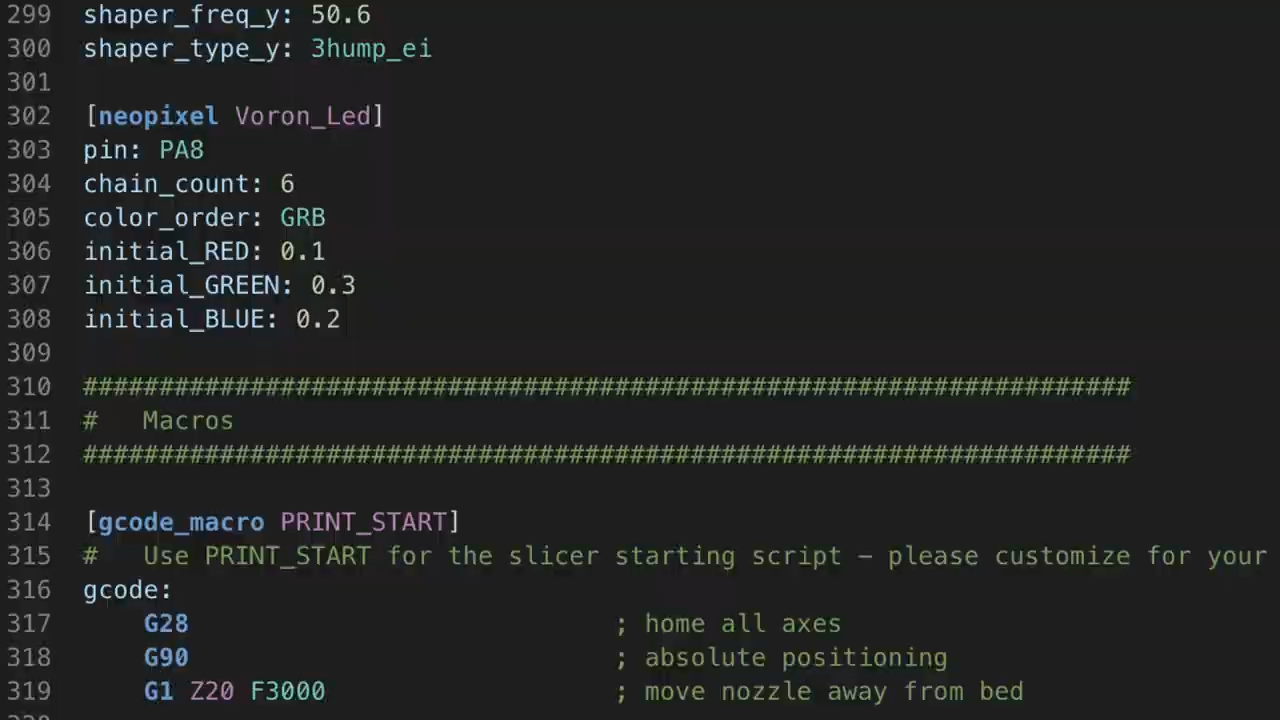 299 shaper_freq_y: 50.6
300 shaper_type_y: 3hump_ei
301
302 [neopixel Voron_Led]
303 pin: PA8
304 chain_count: 6
305 color_order: GRB
306 initial_RED: 0.1
307 initial_GREEN: 0.3
308 initial_BLUE: 0.2
309
310 #####################################################################
311 #   Macros
312 #####################################################################
313
314 [gcode_macro PRINT_START]
315 #   Use PRINT_START for the slicer starting script – please customize for your
316 gcode:
317     G28                            ; home all axes
318     G90                            ; absolute positioning
319     G1 Z20 F3000                   ; move nozzle away from bed